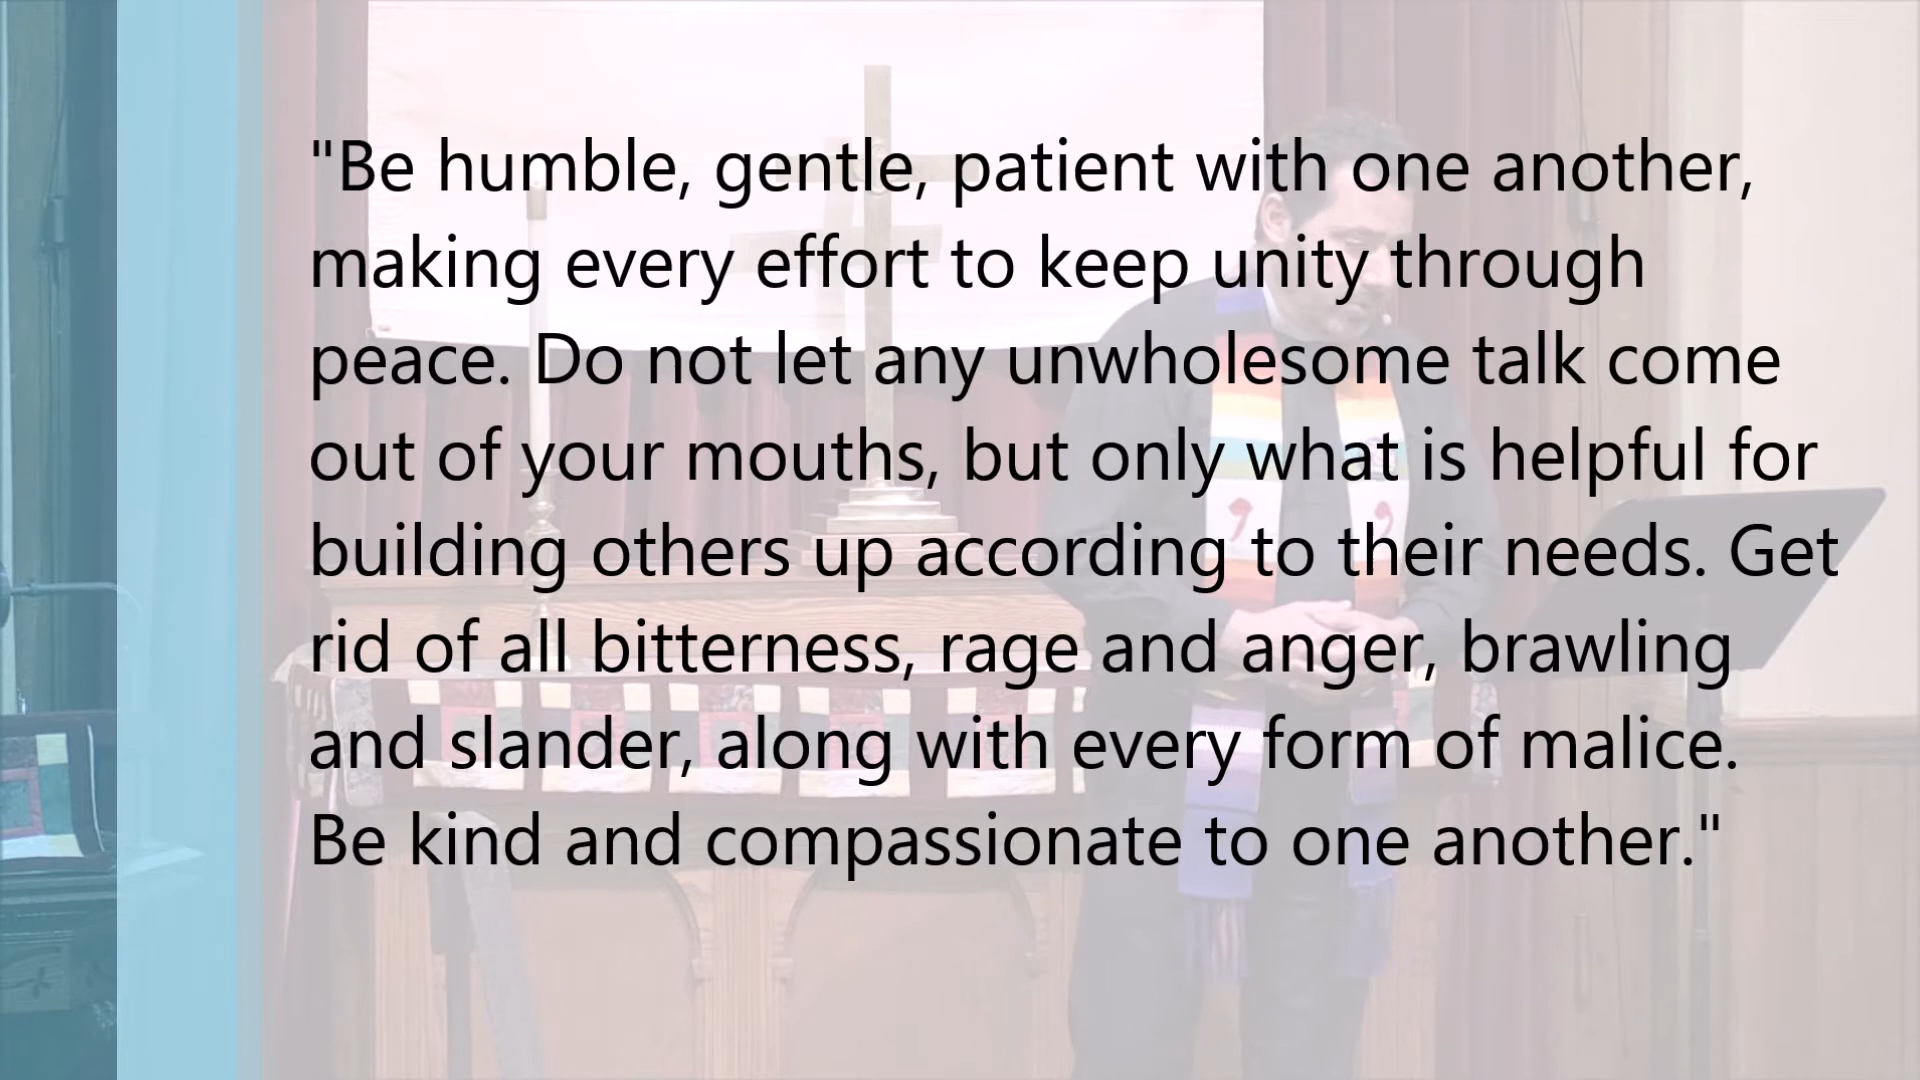 "Be humble, gentle, patient with one another,
making every effort to keep unity through
peace. Do not let any unwholesome talk come
out of your mouths, but only what is helpful for
building others up according to their needs. Get
rid of all bitterness, rage and anger, brawling
and slander, along with every form of malice.
Be kind and compassionate to one another."